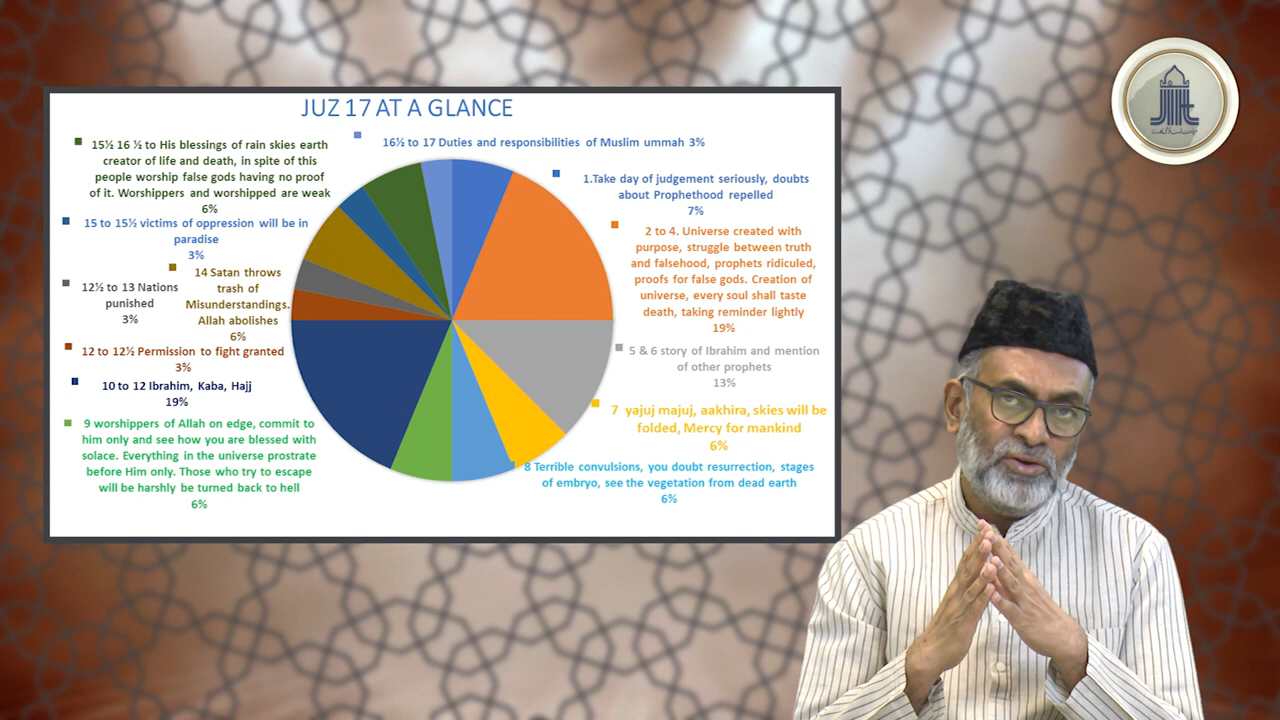 JUZ 17 AT A GLANCE
16½ to 17 Duties and responsibilities of Muslim ummah 3%
1.Take day of judgement seriously, doubts
about Prophethood repelled
7%
2 to 4. Universe created with
purpose, struggle between truth
and falsehood, prophets ridiculed,
proofs for false gods. Creation of
universe, every soul shall taste
death, taking reminder lightly
19%
5 & 6 story of Ibrahim and mention
of other prophets
13%
7 yajuj majuj, aakhira, skies will be
folded, Mercy for mankind
6%
8 Terrible convulsions, you doubt resurrection, stages
of embryo, see the vegetation from dead earth
6%
9 worshippers of Allah on edge, commit to
him only and see how you are blessed with
solace. Everything in the universe prostrate
before Him only. Those who try to escape
will be harshly be turned back to hell
6%
10 to 12 Ibrahim, Kaba, Hajj
19%
12 to 12½ Permission to fight granted
3%
12½ to 13 Nations
punished
3%
14 Satan throws
trash of
Misunderstandings.
Allah abolishes
6%
15 to 15½ victims of oppression will be in
paradise
3%
15½ 16 ½ to His blessings of rain skies earth
creator of life and death, in spite of this
people worship false gods having no proof
of it. Worshippers and worshipped are weak
6%